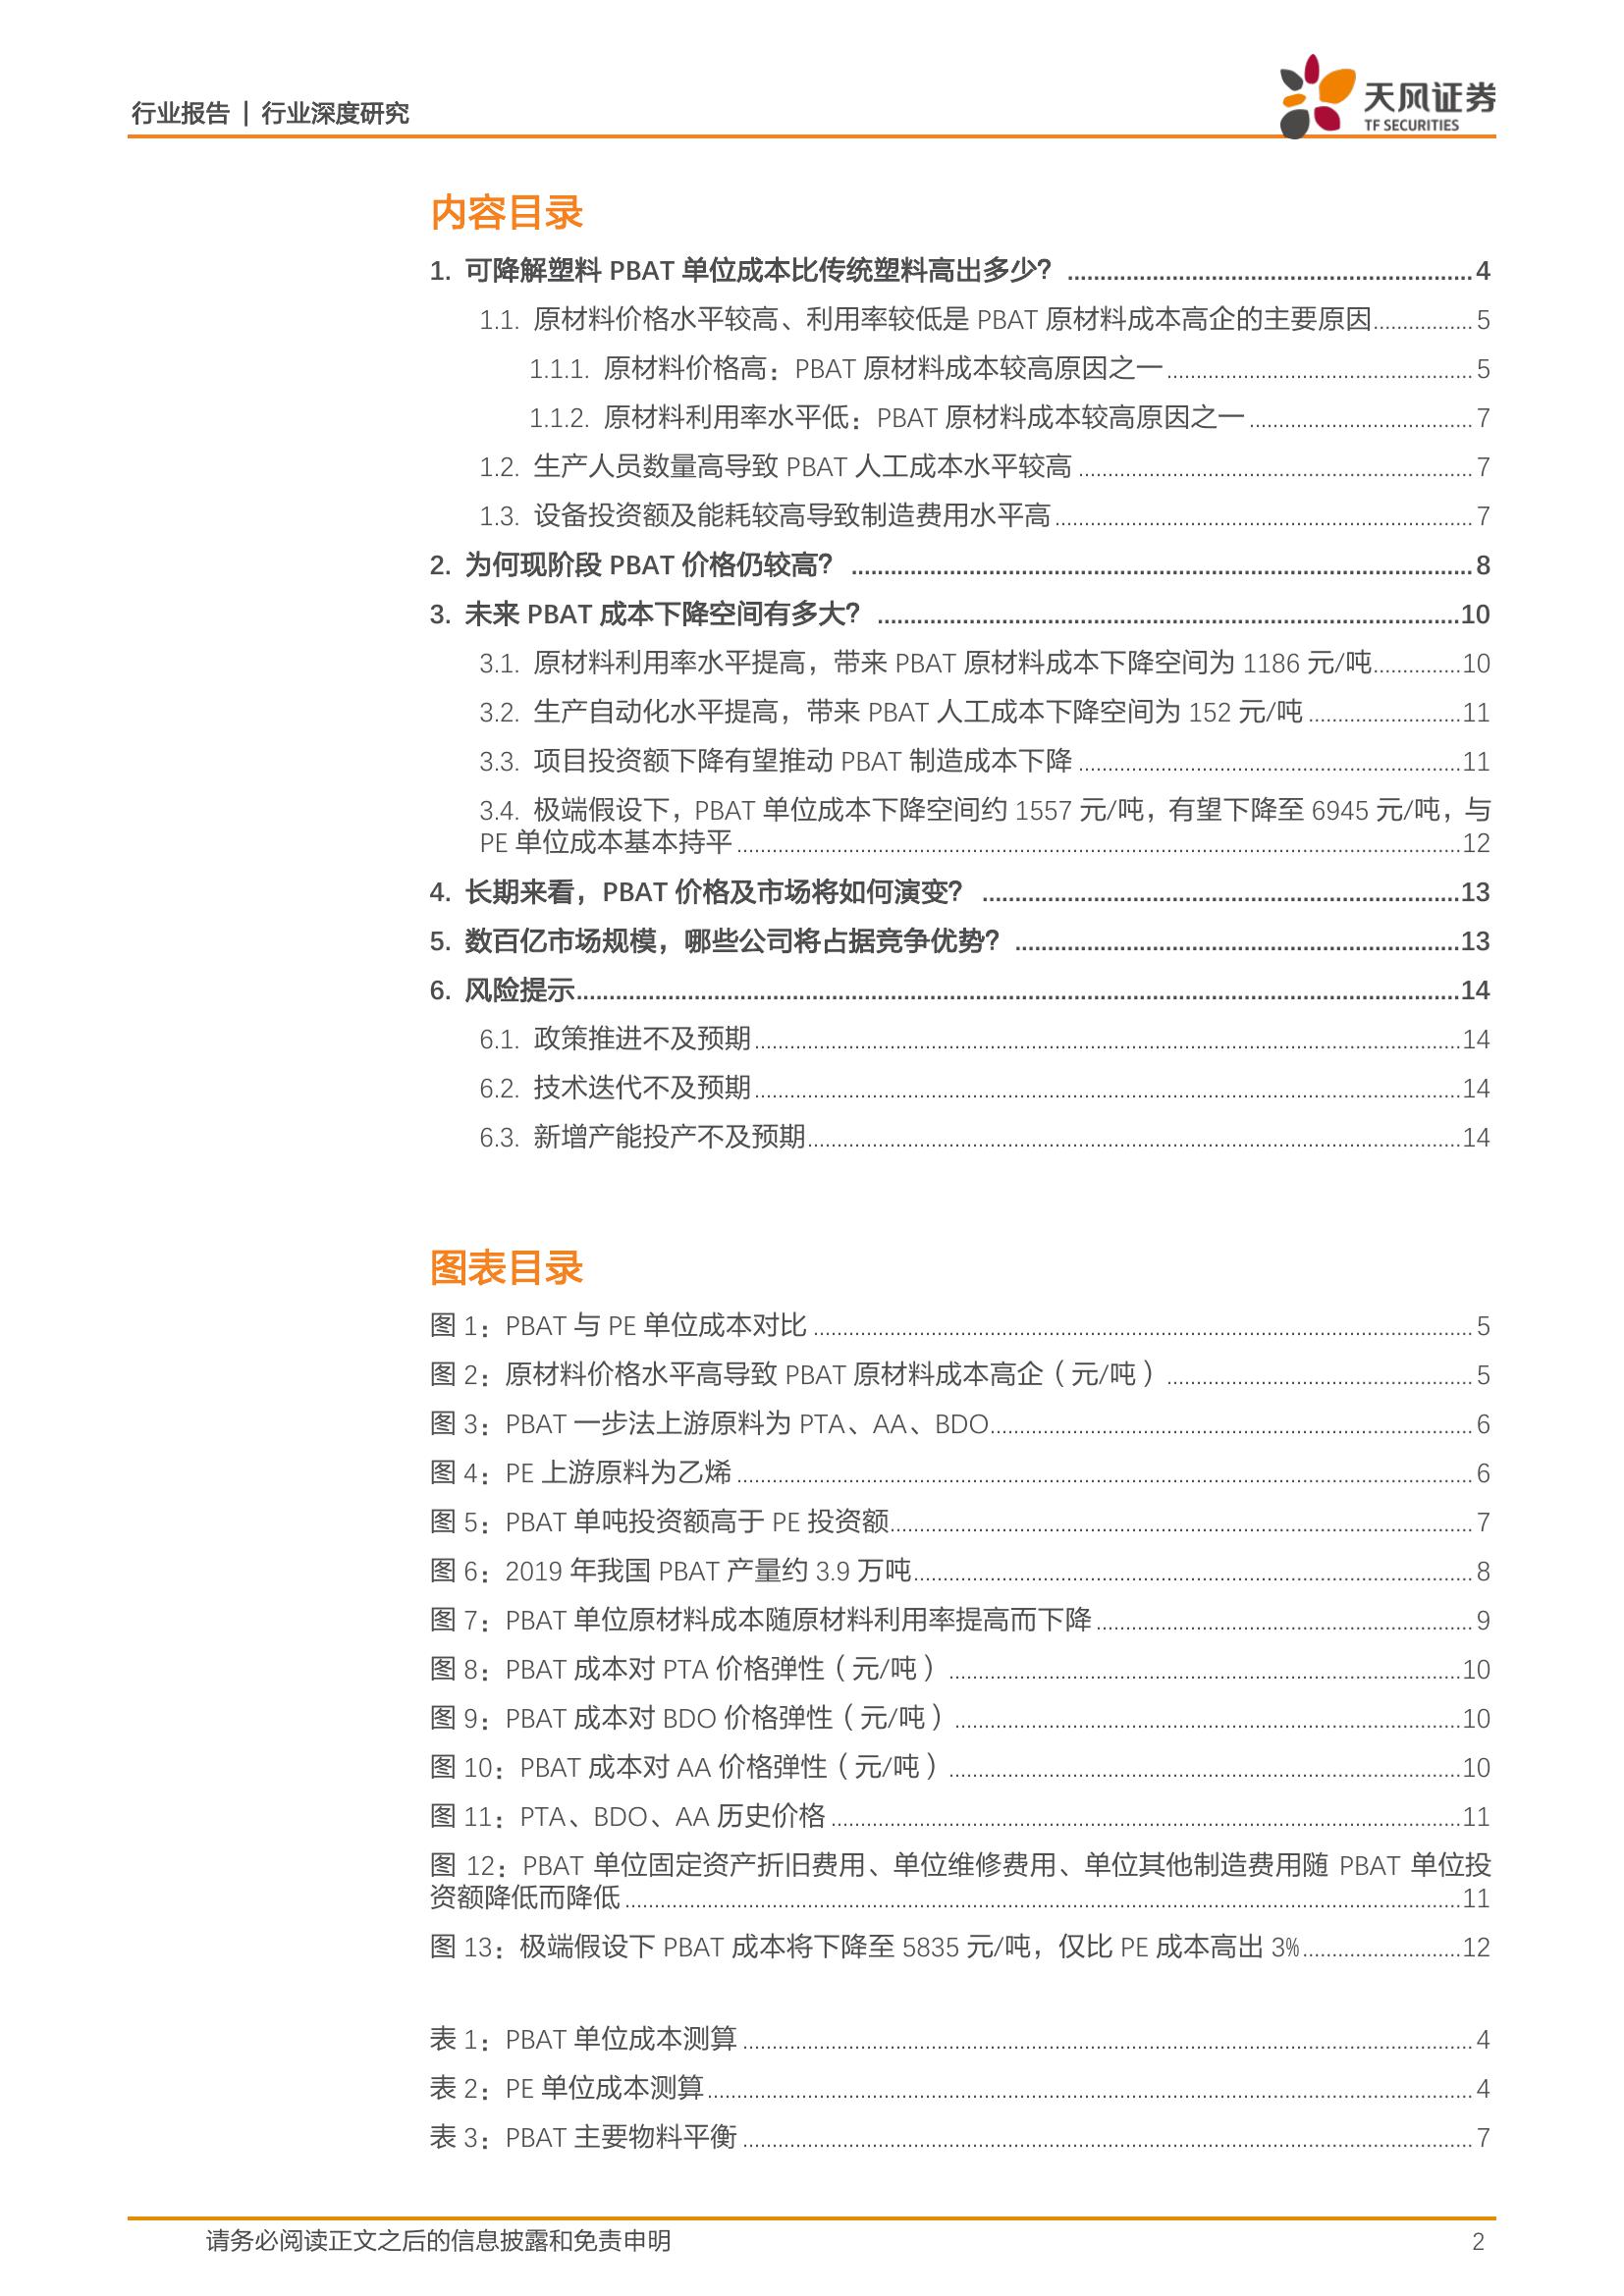 行业报告 | 行业深度研究
天风证券
TF SECURITIES
内容目录
1. 可降解塑料 PBAT 单位成本比传统塑料高出多少？ 4
1.1. 原材料价格水平较高、利用率较低是 PBAT 原材料成本高企的主要原因 5
1.1.1. 原材料价格高：PBAT 原材料成本较高原因之一 5
1.1.2. 原材料利用率水平低：PBAT 原材料成本较高原因之一 7
1.2. 生产人员数量高导致 PBAT 人工成本水平较高 7
1.3. 设备投资额及能耗较高导致制造费用水平高 7
2. 为何现阶段 PBAT 价格仍较高？ 8
3. 未来 PBAT 成本下降空间有多大？ 10
3.1. 原材料利用率水平提高，带来 PBAT 原材料成本下降空间为 1186 元/吨 10
3.2. 生产自动化水平提高，带来 PBAT 人工成本下降空间为 152 元/吨 11
3.3. 项目投资额下降有望推动 PBAT 制造成本下降 11
3.4. 极端假设下，PBAT 单位成本下降空间约 1557 元/吨，有望下降至 6945 元/吨，与
PE 单位成本基本持平 12
4. 长期来看，PBAT 价格及市场将如何演变？ 13
5. 数百亿市场规模，哪些公司将占据竞争优势？ 13
6. 风险提示 14
6.1. 政策推进不及预期 14
6.2. 技术迭代不及预期 14
6.3. 新增产能投产不及预期 14
图表目录
图 1：PBAT 与 PE 单位成本对比 5
图 2：原材料价格水平高导致 PBAT 原材料成本高企（元/吨） 5
图 3：PBAT 一步法上游原料为 PTA、AA、BDO 6
图 4：PE 上游原料为乙烯 6
图 5：PBAT 单吨投资额高于 PE 投资额 7
图 6：2019 年我国 PBAT 产量约 3.9 万吨 8
图 7：PBAT 单位原材料成本随原材料利用率提高而下降 9
图 8：PBAT 成本对 PTA 价格弹性（元/吨） 10
图 9：PBAT 成本对 BDO 价格弹性（元/吨） 10
图 10：PBAT 成本对 AA 价格弹性（元/吨） 10
图 11：PTA、BDO、AA 历史价格 11
图 12：PBAT 单位固定资产折旧费用、单位维修费用、单位其他制造费用随 PBAT 单位投
资额降低而降低 11
图 13：极端假设下 PBAT 成本将下降至 5835 元/吨，仅比 PE 成本高出 3% 12
表 1：PBAT 单位成本测算 4
表 2：PE 单位成本测算 4
表 3：PBAT 主要物料平衡 7
请务必阅读正文之后的信息披露和免责申明 2